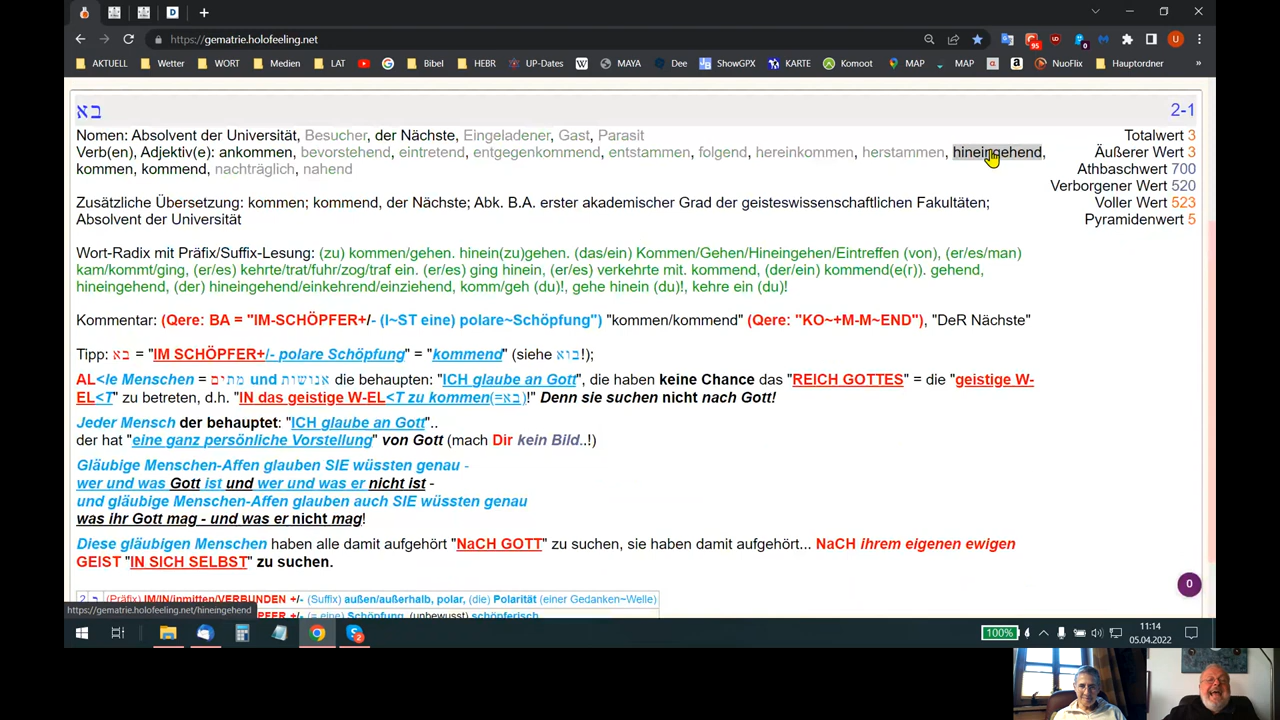 https://gematrie.holofeeling.net
AKTUELL Wetter WORT Medien LAT Bibel HEBR UP-Dates MAYA Dee ShowGPX KARTE Komoot MAP MAP NuoFlix Hauptordner »
בא 2-1
Nomen: Absolvent der Universität, Besucher, der Nächste, Eingeladener, Gast, Parasit Totalwert 3
Verb(en), Adjektiv(e): ankommen, bevorstehend, eintretend, entgegenkommend, entstammen, folgend, hereinkommen, herstammen, hineingehend, Äußerer Wert 3
kommen, kommend, nachträglich, nahend Athbaschwert 700
Verborgener Wert 520
Zusätzliche Übersetzung: kommen; kommend, der Nächste; Abk. B.A. erster akademischer Grad der geisteswissenschaftlichen Fakultäten; Voller Wert 523
Absolvent der Universität Pyramidenwert 5
Wort-Radix mit Präfix/Suffix-Lesung: (zu) kommen/gehen. hinein(zu)gehen. (das/ein) Kommen/Gehen/Hineingehen/Eintreffen (von), (er/es/man)
kam/kommt/ging, (er/es) kehrte/trat/fuhr/zog/traf ein. (er/es) ging hinein, (er/es) verkehrte mit. kommend, (der/ein) kommend(e(r)). gehend,
hineingehend, (der) hineingehend/einkehrend/einziehend, komm/geh (du)!, gehe hinein (du)!, kehre ein (du)!
Kommentar: (Qere: BA = "IM-SCHÖPFER+/- (I~ST eine) polare~Schöpfung") "kommen/kommend" (Qere: "KO~+M-M~END"), "DeR Nächste"
Tipp: בא = "IM SCHÖPFER+/- polare Schöpfung" = "kommend" (siehe בוא!);
AL<le Menschen = מתים und אנושות die behaupten: "ICH glaube an Gott", die haben keine Chance das "REICH GOTTES" = die "geistige W-
EL<T" zu betreten, d.h. "IN das geistige W-EL<T zu kommen(=בא)!" Denn sie suchen nicht nach Gott!
Jeder Mensch der behauptet: "ICH glaube an Gott"..
der hat "eine ganz persönliche Vorstellung" von Gott (mach Dir kein Bild..!)
Gläubige Menschen-Affen glauben SIE wüssten genau -
wer und was Gott ist und wer und was er nicht ist -
und gläubige Menschen-Affen glauben auch SIE wüssten genau
was ihr Gott mag - und was er nicht mag!
Diese gläubigen Menschen haben alle damit aufgehört "NaCH GOTT" zu suchen, sie haben damit aufgehört... NaCH ihrem eigenen ewigen
GEIST "IN SICH SELBST" zu suchen.
2 ב (Präfix) IM/IN/inmitten/VERBUNDEN +/- (Suffix) außen/außerhalb, polar, (die) Polarität (einer Gedanken~Welle)
https://gematrie.holofeeling.net/hineingehend
(= eine) Schöpfung, (unbewusst) schöpferisch
0
100% 11:14
05.04.2022